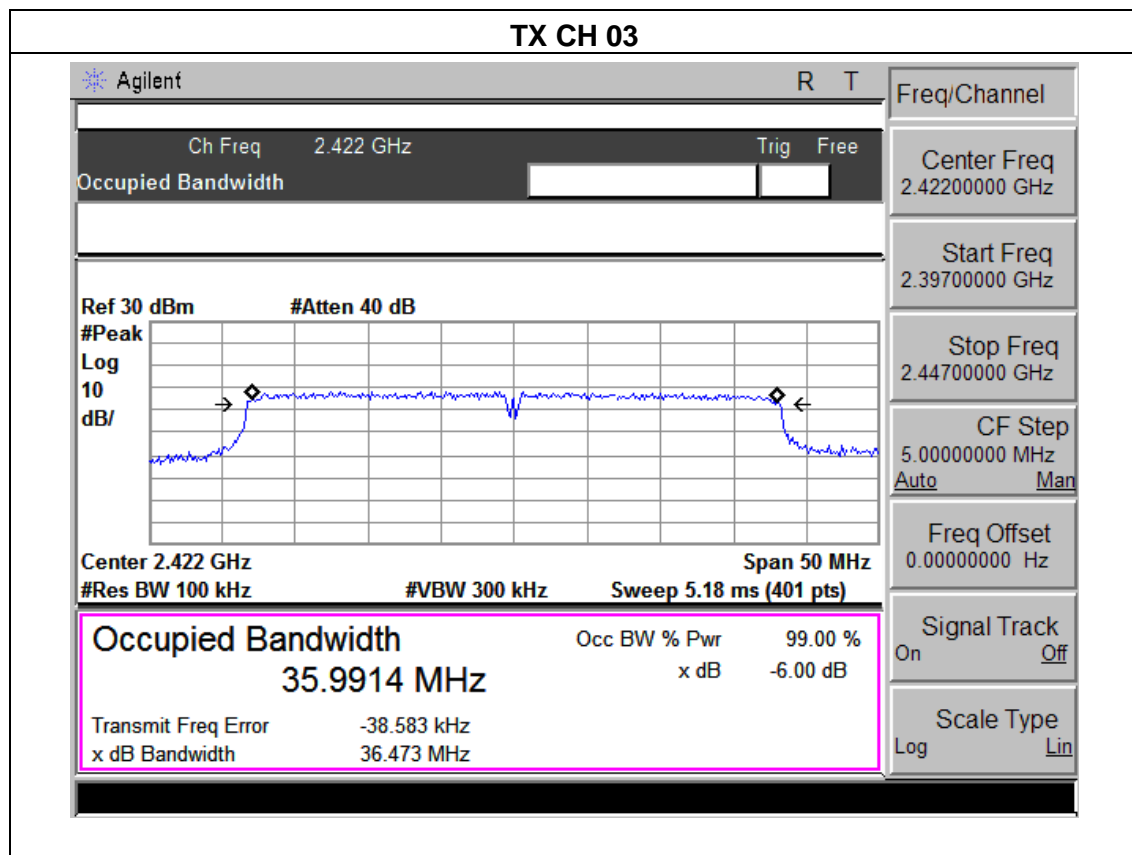 TX CH 03
Agilent R T
Ch Freq 2.422 GHz Trig Free
Occupied Bandwidth
Ref 30 dBm #Atten 40 dB
#Peak
Log
10
dB/
Center 2.422 GHz Span 50 MHz
#Res BW 100 kHz #VBW 300 kHz Sweep 5.18 ms (401 pts)
Occupied Bandwidth Occ BW % Pwr 99.00 %
35.9914 MHz x dB -6.00 dB
Transmit Freq Error -38.583 kHz
x dB Bandwidth 36.473 MHz
Freq/Channel
Center Freq
2.42200000 GHz
Start Freq
2.39700000 GHz
Stop Freq
2.44700000 GHz
CF Step
5.00000000 MHz
Auto Man
Freq Offset
0.00000000 Hz
Signal Track
On Off
Scale Type
Log Lin